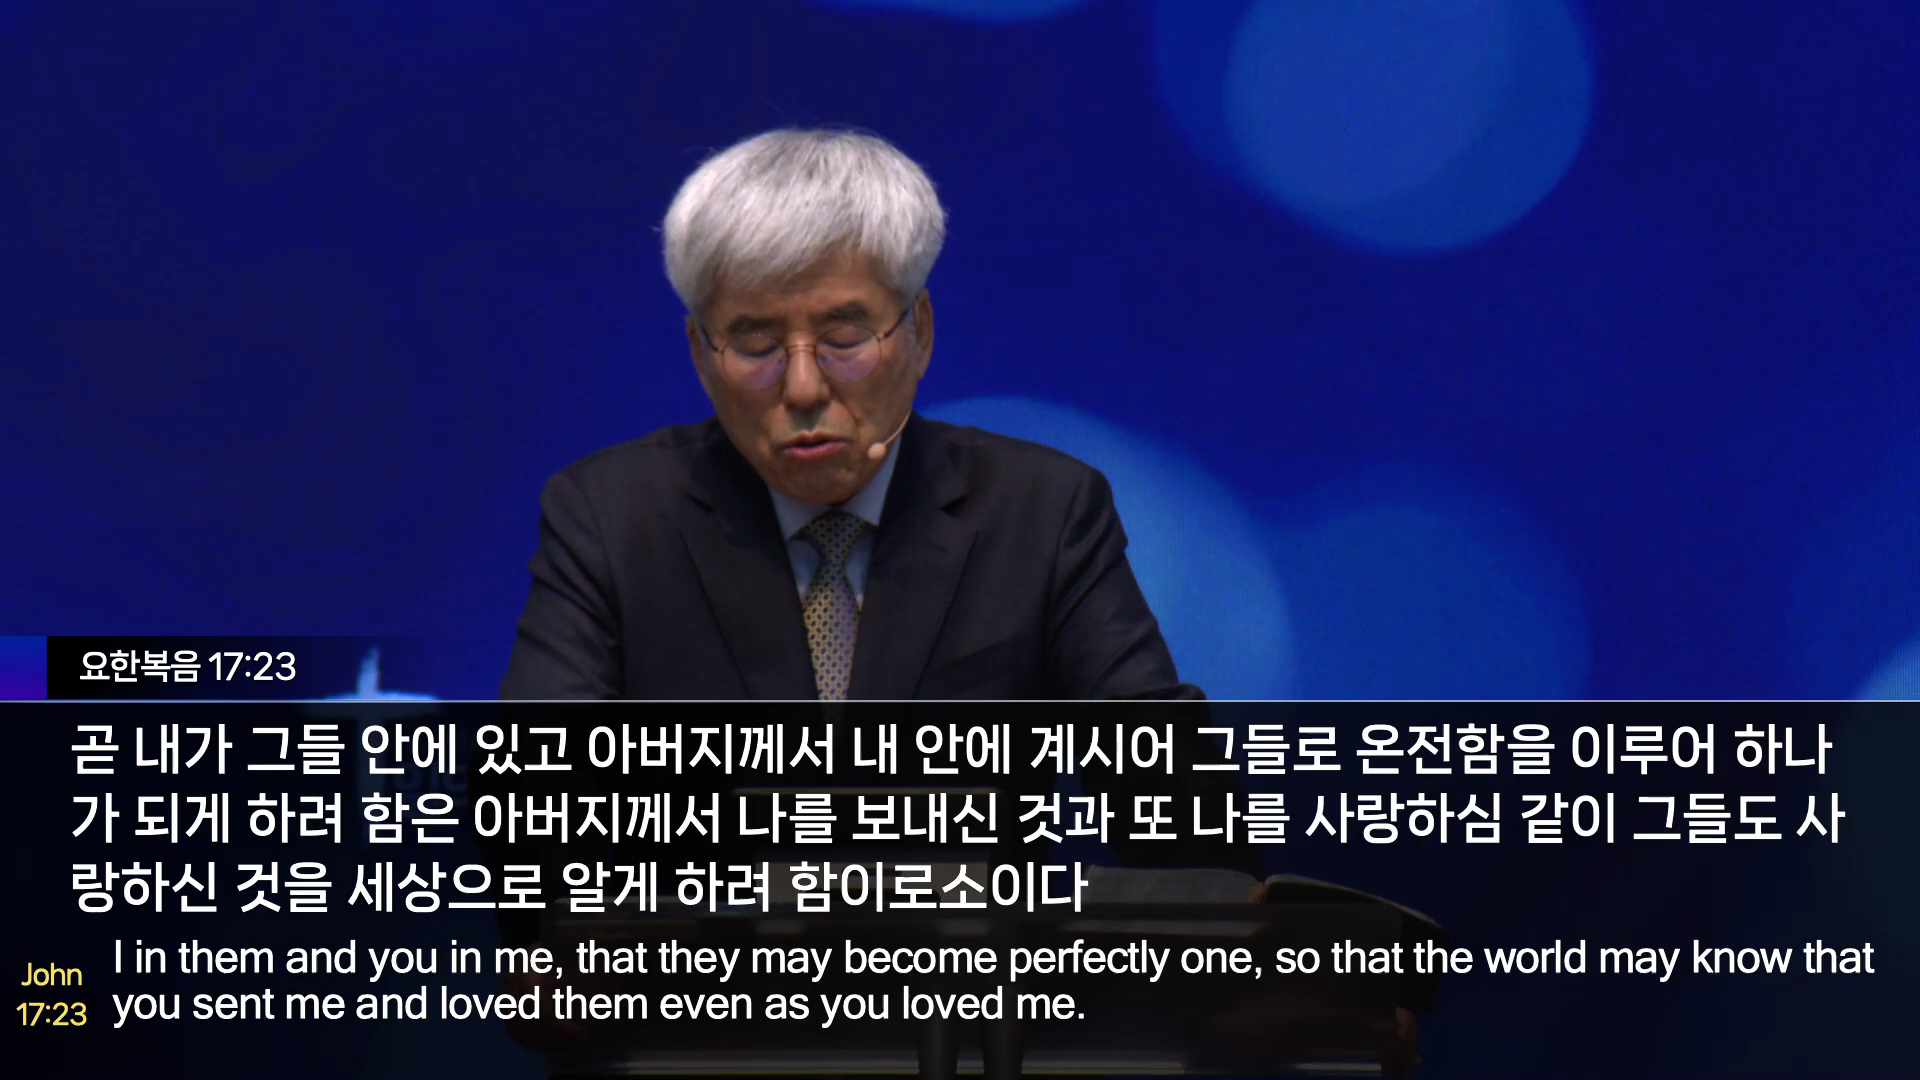 요한복음 17:23
곧 내가 그들 안에 있고 아버지께서 내 안에 계시어 그들로 온전함을 이루어 하나
가 되게 하려 함은 아버지께서 나를 보내신 것과 또 나를 사랑하심 같이 그들도 사
랑하신 것을 세상으로 알게 하려 함이로소이다
John
17:23
I in them and you in me, that they may become perfectly one, so that the world may know that
you sent me and loved them even as you loved me.